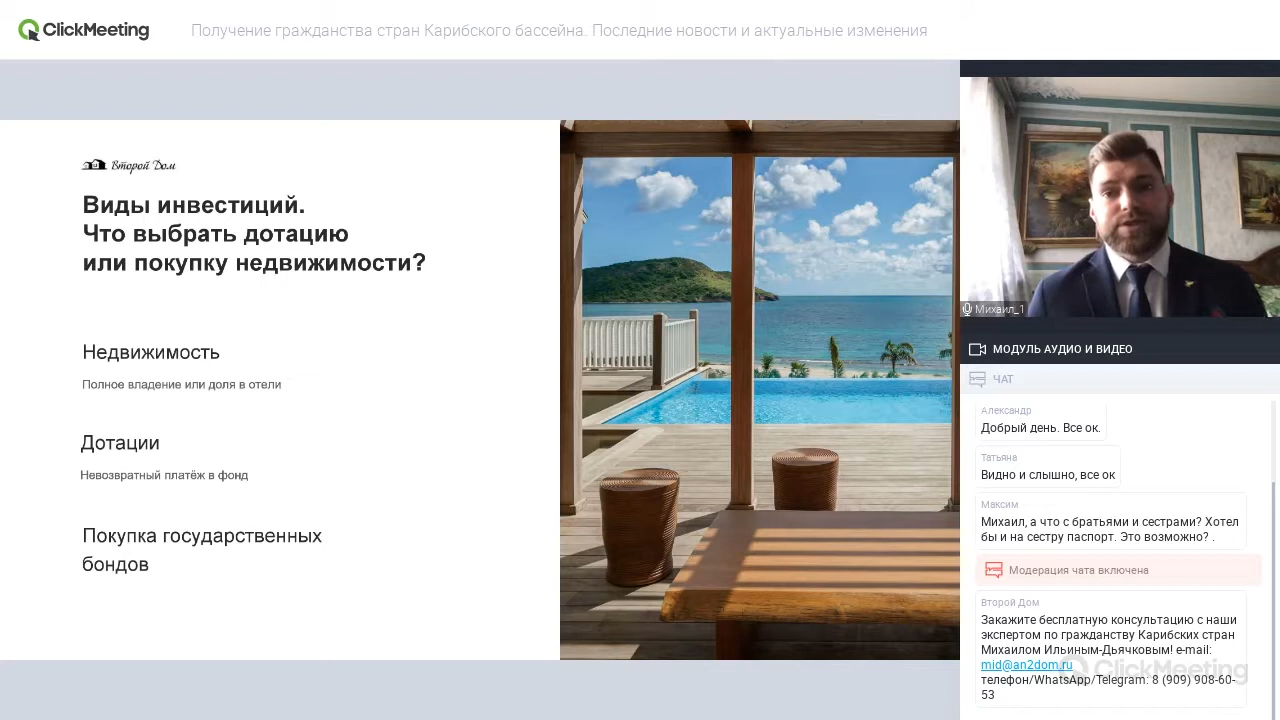 ClickMeeting
Получение гражданства стран Карибского бассейна. Последние новости и актуальные изменения
Второй Дом
Виды инвестиций.
Что выбрать дотацию
или покупку недвижимости?
Недвижимость
Полное владение или доля в отели
Дотации
Невозвратный платёж в фонд
Покупка государственных
бондов
Михаил_1
МОДУЛЬ АУДИО И ВИДЕО
ЧАТ
Александр
Добрый день. Все ок.
Татьяна
Видно и слышно, все ок
Максим
Михаил, а что с братьями и сестрами? Хотел
бы и на сестру паспорт. Это возможно? .
Модерация чата включена
Второй Дом
Закажите бесплатную консультацию с наши
экспертом по гражданству Карибских стран
Михаилом Ильиным-Дьячковым! e-mail:
mid@an2dom.ru
телефон/WhatsApp/Telegram: 8 (909) 908-60-
53
ClickMeeting